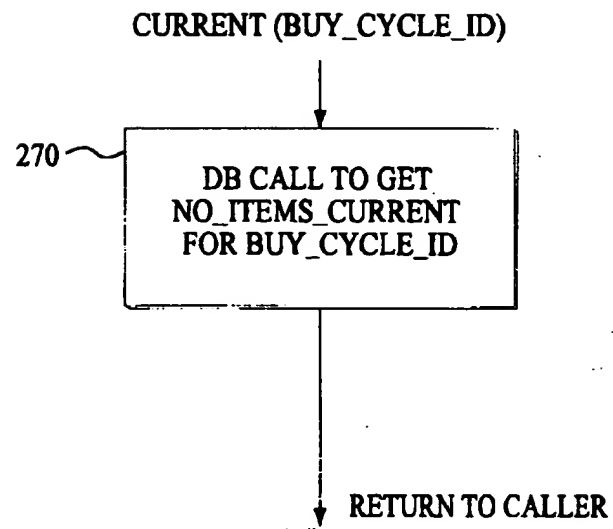 CURRENT (BUY_CYCLE_ID)
270
DB CALL TO GET
NO_ITEMS_CURRENT
FOR BUY_CYCLE_ID
RETURN TO CALLER